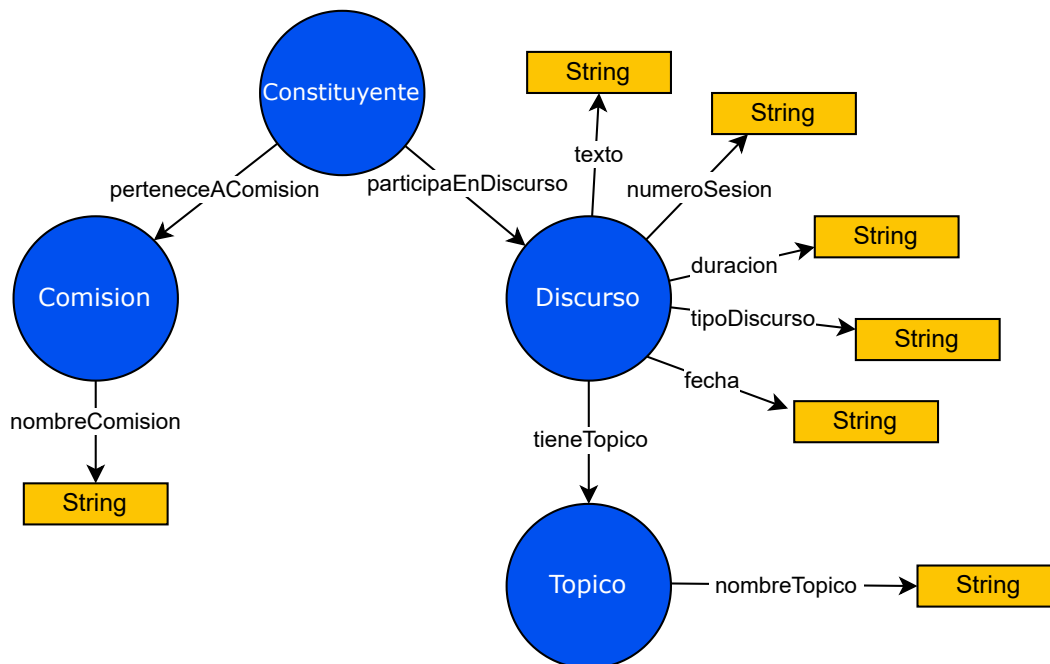 Constituyente
String
String
texto
perteneceAComision
participaEnDiscurso
numeroSesion
String
duracion
Comision
Discurso
tipoDiscurso
String
fecha
nombreComision
String
tieneTopico
String
Topico
nombreTopico
String